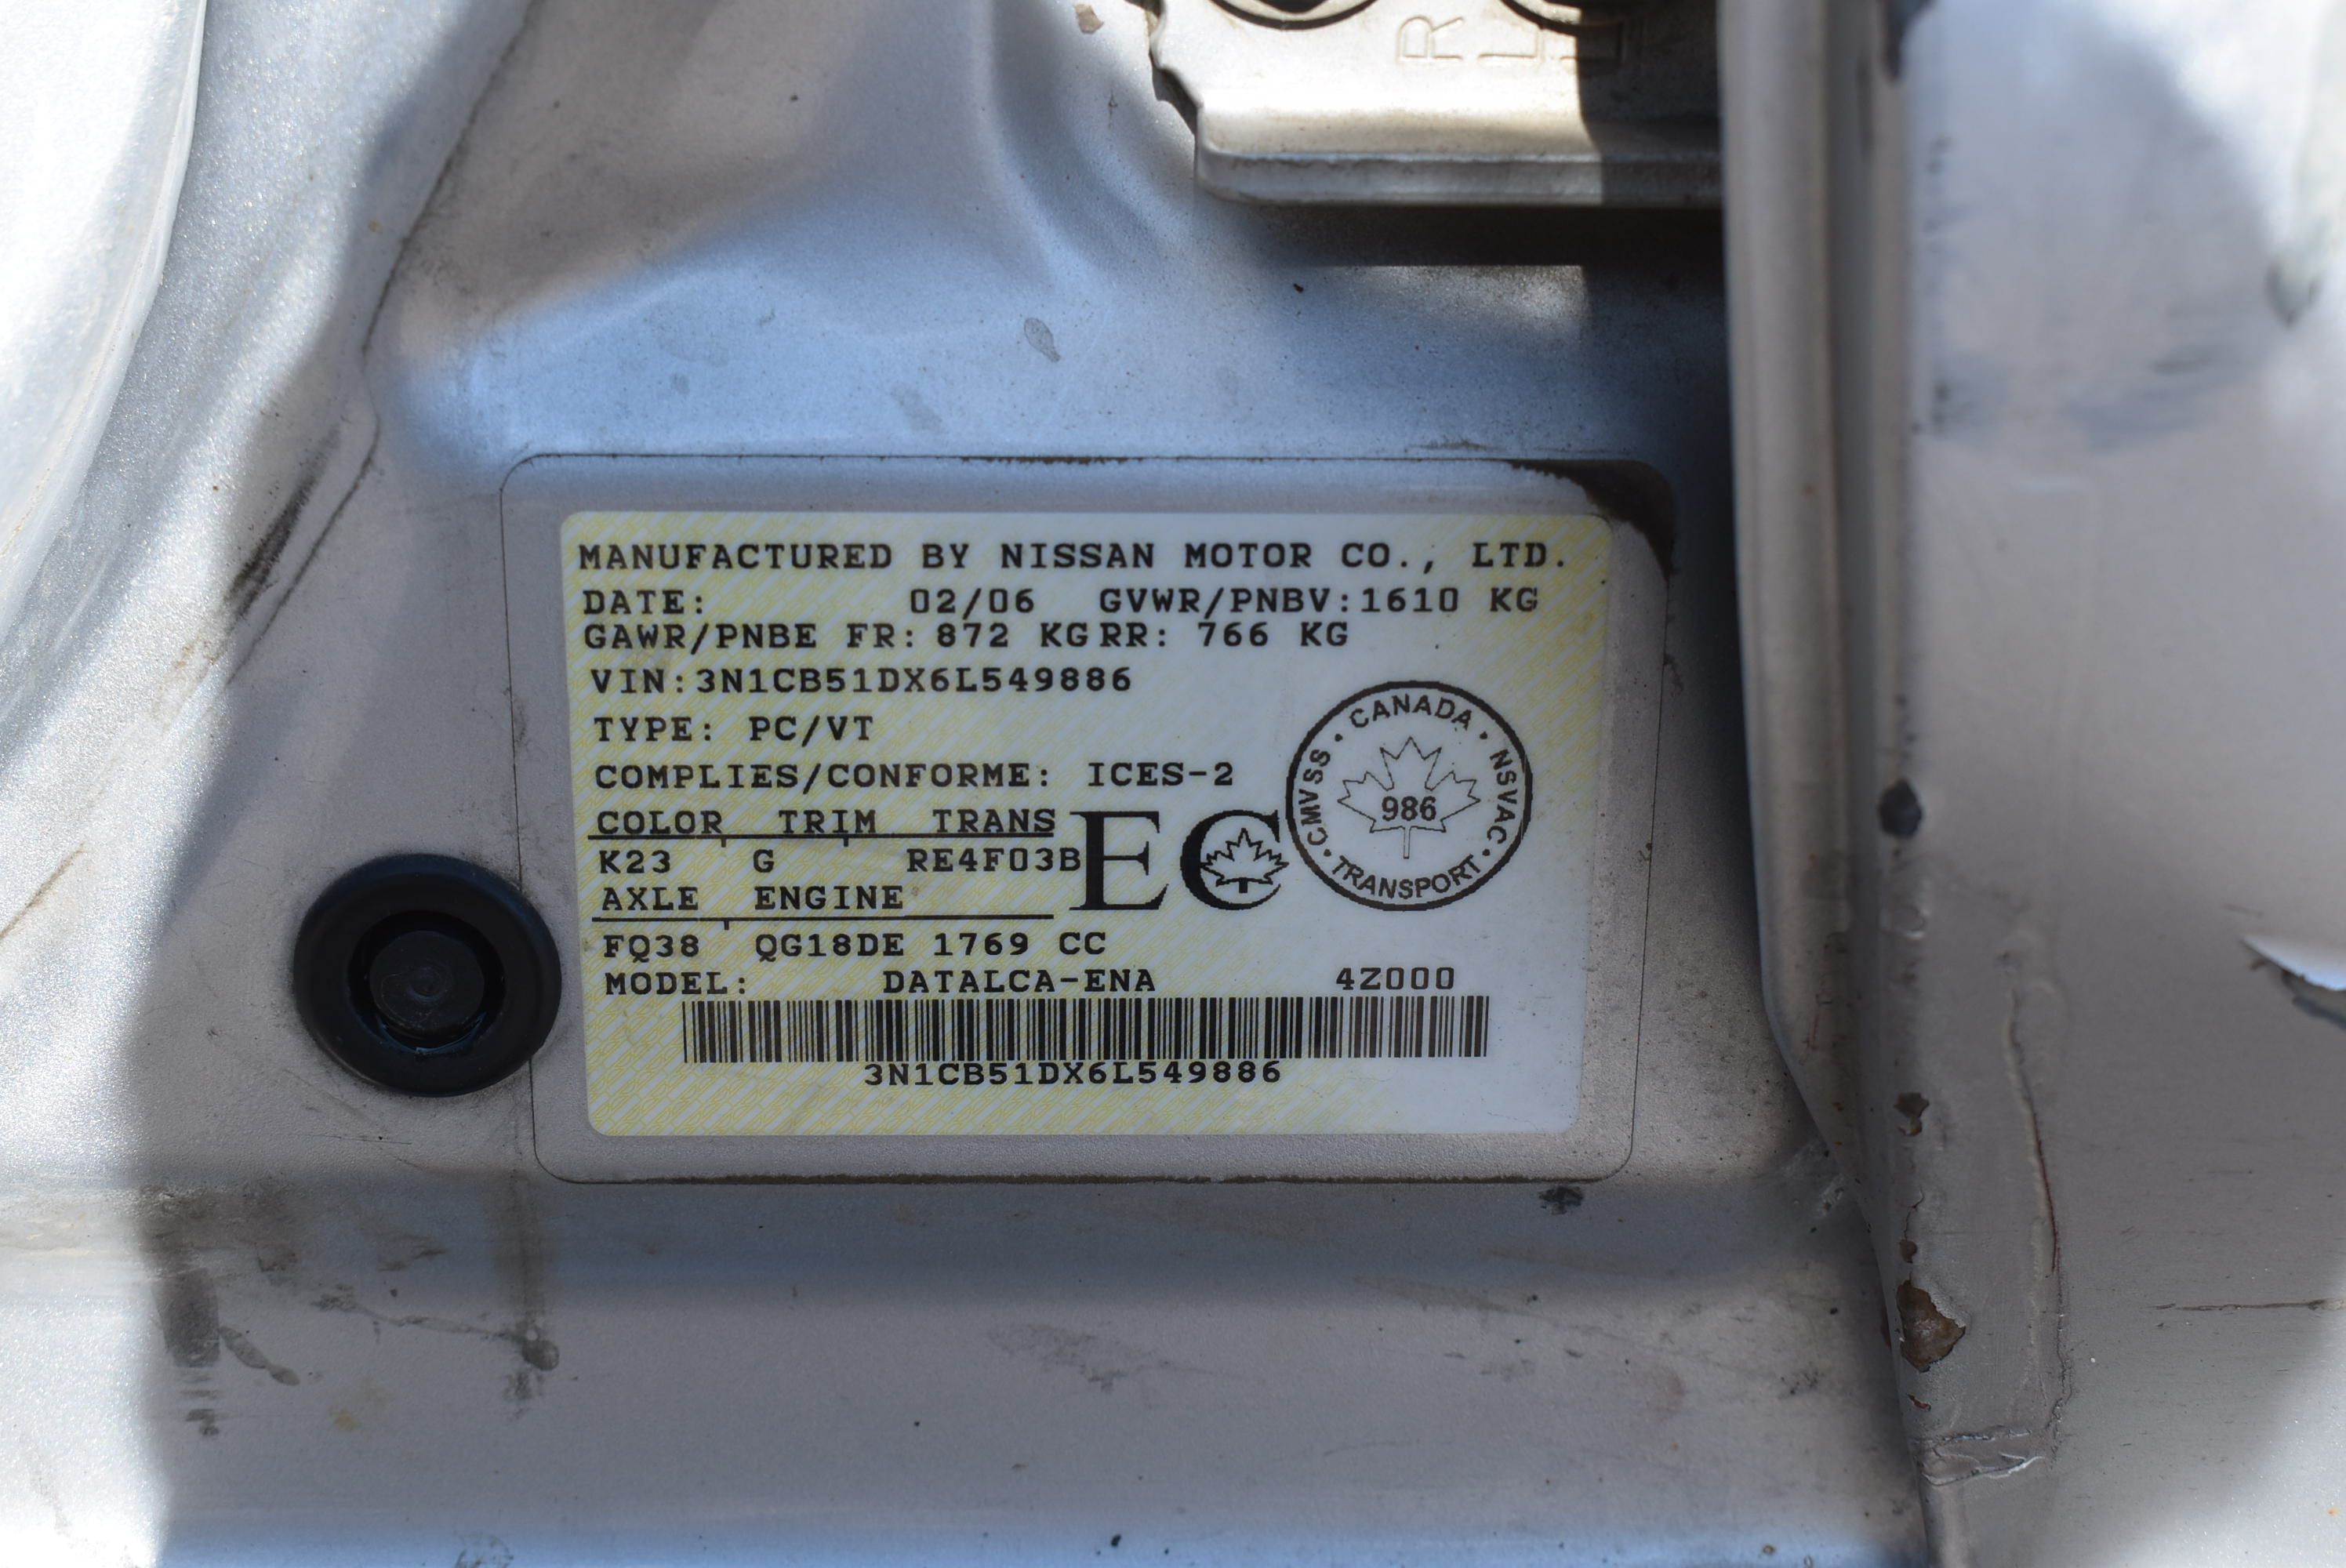 R L
MANUFACTURED BY NISSAN MOTOR CO., LTD.
DATE: 02/06 GVWR/PNBV:1610 KG
GAWR/PNBE FR: 872 KG RR: 766 KG
VIN:3N1CB51DX6L549886
TYPE: PC/VT
COMPLIES/CONFORME: ICES-2
CANADA · NSVAC · TRANSPORT · CMVSS ·
986
COLOR TRIM TRANS
K23 G RE4F03B
EC
AXLE ENGINE
FQ38 QG18DE 1769 CC
MODEL: DATALCA-ENA 4Z000
3N1CB51DX6L549886